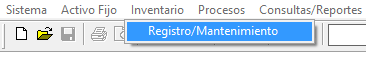 Sistema Activo Fijo Inventario Procesos Consultas/Reportes
Registro/Mantenimiento